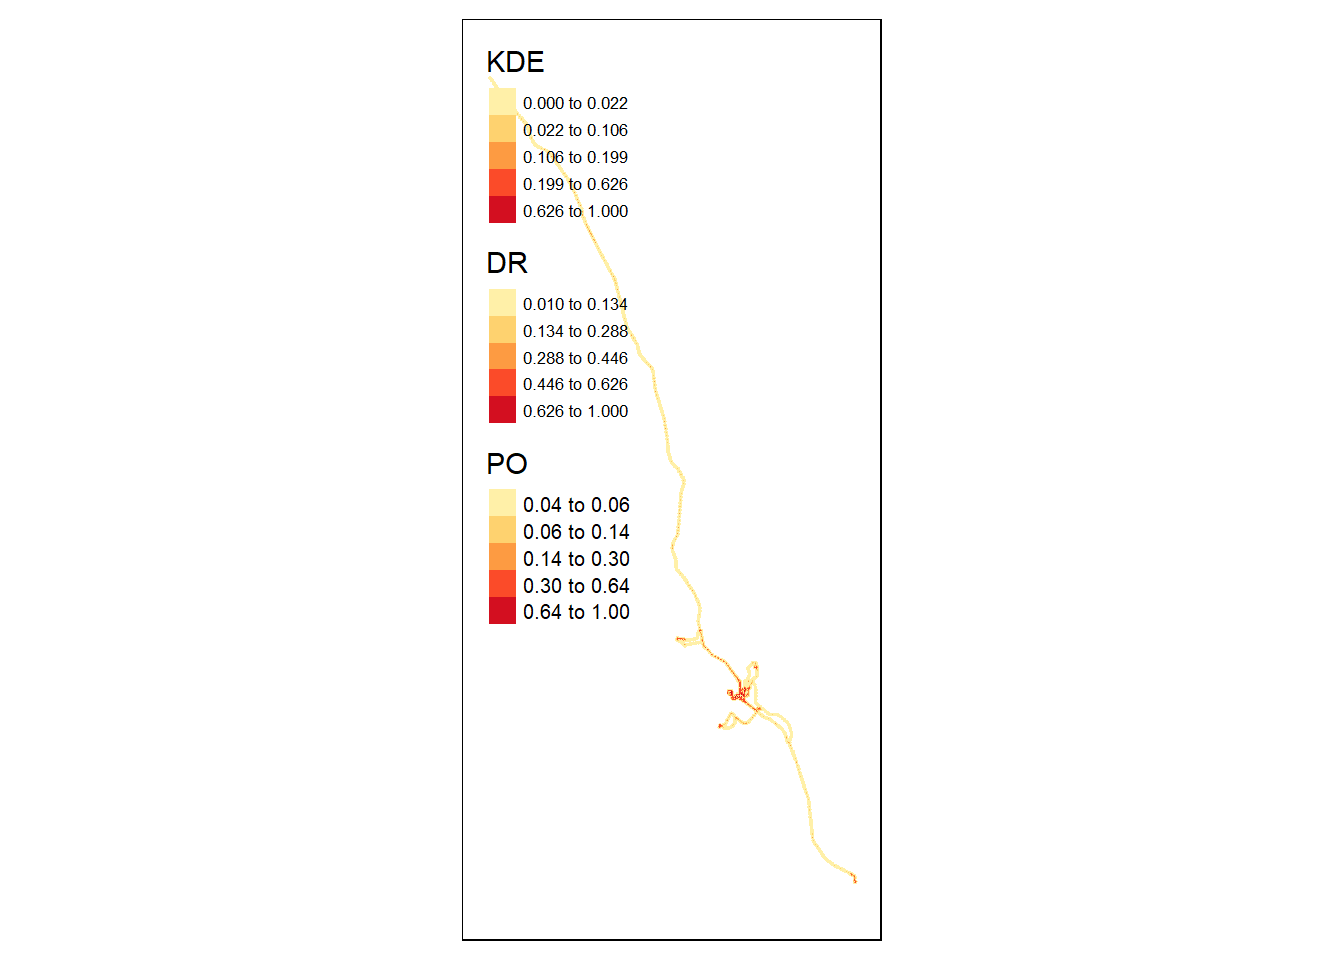 KDE
0.000 to 0.022
0.022 to 0.106
0.106 to 0.199
0.199 to 0.626
0.626 to 1.000
DR
0.010 to 0.134
0.134 to 0.288
0.288 to 0.446
0.446 to 0.626
0.626 to 1.000
PO
0.04 to 0.06
0.06 to 0.14
0.14 to 0.30
0.30 to 0.64
0.64 to 1.00